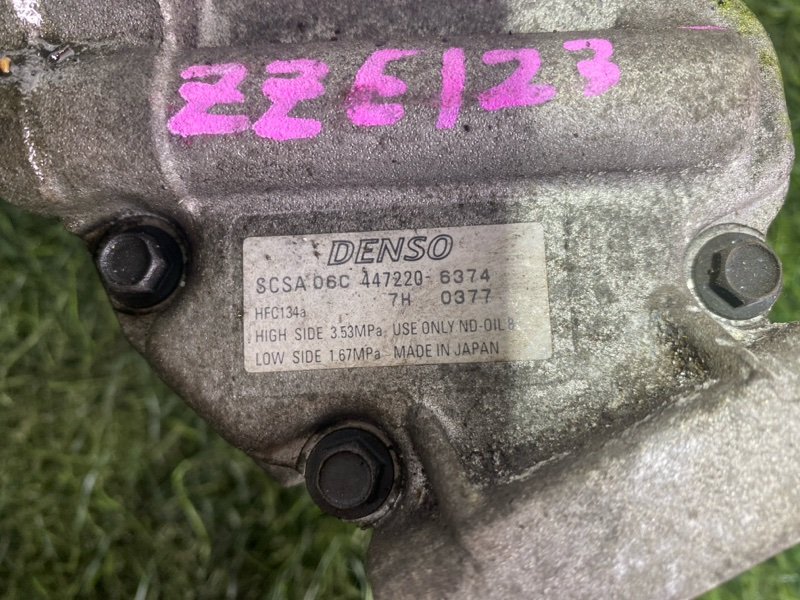 ZZE123
DENSO
SCSA06C 447220-6374
7H 0377
HFC134a
HIGH SIDE 3.53MPa USE ONLY ND-OIL 8
LOW SIDE 1.67MPa MADE IN JAPAN